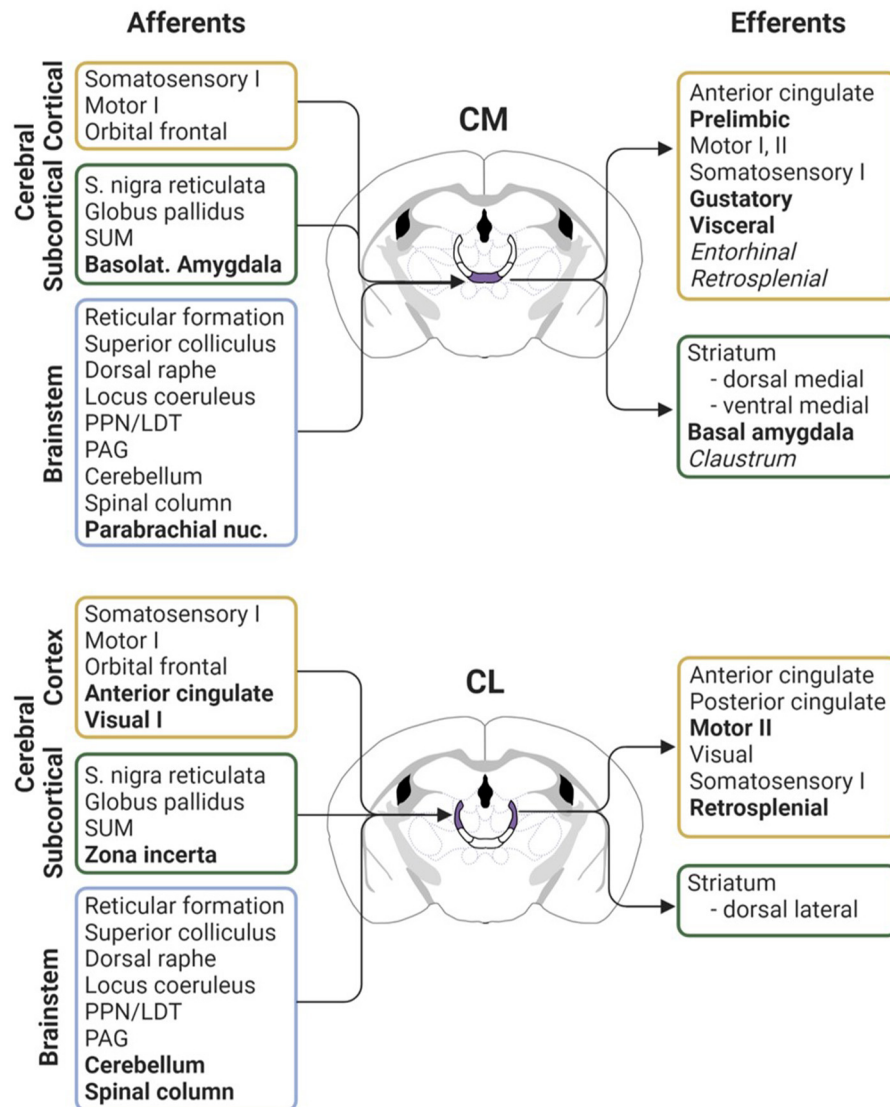 Afferents
Efferents
Cerebral
Cortical
Subcortical
Brainstem
Somatosensory I
Motor I
Orbital frontal
S. nigra reticulata
Globus pallidus
SUM
Basolat. Amygdala
Reticular formation
Superior colliculus
Dorsal raphe
Locus coeruleus
PPN/LDT
PAG
Cerebellum
Spinal column
Parabrachial nuc.
CM
Anterior cingulate
Prelimbic
Motor I, II
Somatosensory I
Gustatory
Visceral
Entorhinal
Retrosplenial
Striatum
- dorsal medial
- ventral medial
Basal amygdala
Claustrum
Cerebral
Cortex
Subcortical
Brainstem
Somatosensory I
Motor I
Orbital frontal
Anterior cingulate
Visual I
S. nigra reticulata
Globus pallidus
SUM
Zona incerta
Reticular formation
Superior colliculus
Dorsal raphe
Locus coeruleus
PPN/LDT
PAG
Cerebellum
Spinal column
CL
Anterior cingulate
Posterior cingulate
Motor II
Visual
Somatosensory I
Retrosplenial
Striatum
- dorsal lateral